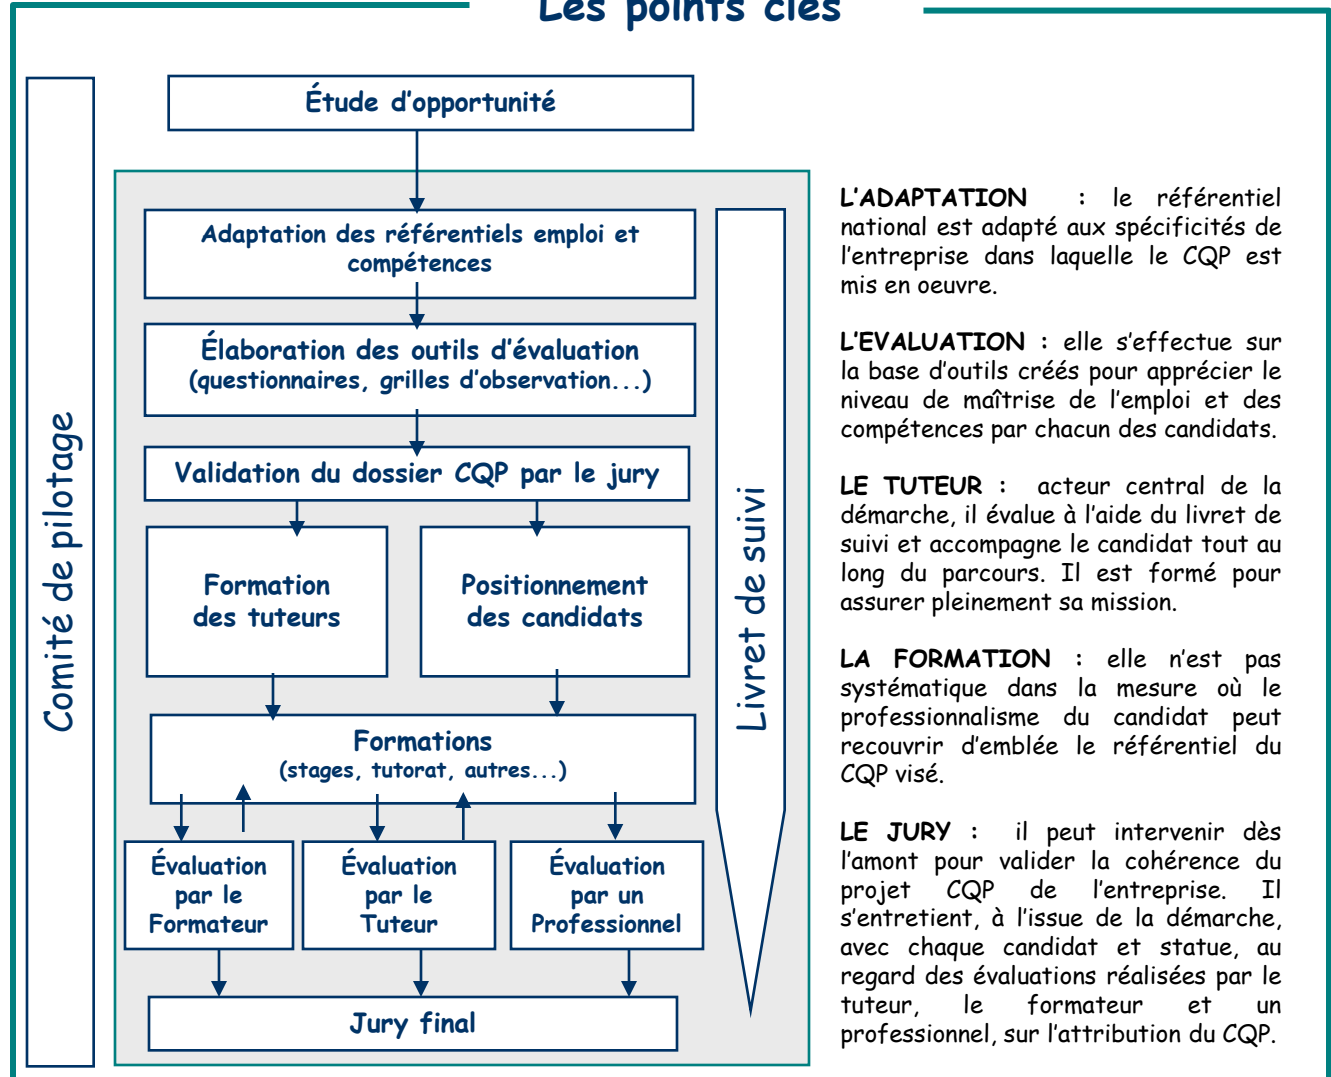 Les points clés
Comité de pilotage
Étude d'opportunité
Adaptation des référentiels emploi et
compétences
Élaboration des outils d'évaluation
(questionnaires, grilles d'observation...)
Validation du dossier CQP par le jury
Formation
des tuteurs
Positionnement
des candidats
Formations
(stages, tutorat, autres...)
Évaluation
par le
Formateur
Évaluation
par le
Tuteur
Évaluation
par un
Professionnel
Jury final
Livret de suivi
L'ADAPTATION : le référentiel
national est adapté aux spécificités de
l'entreprise dans laquelle le CQP est
mis en oeuvre.
L'EVALUATION : elle s'effectue sur
la base d'outils créés pour apprécier le
niveau de maîtrise de l'emploi et des
compétences par chacun des candidats.
LE TUTEUR : acteur central de la
démarche, il évalue à l'aide du livret de
suivi et accompagne le candidat tout au
long du parcours. Il est formé pour
assurer pleinement sa mission.
LA FORMATION : elle n'est pas
systématique dans la mesure où le
professionnalisme du candidat peut
recouvrir d'emblée le référentiel du
CQP visé.
LE JURY : il peut intervenir dès
l'amont pour valider la cohérence du
projet CQP de l'entreprise. Il
s'entretient, à l'issue de la démarche,
avec chaque candidat et statue, au
regard des évaluations réalisées par le
tuteur, le formateur et un
professionnel, sur l'attribution du CQP.